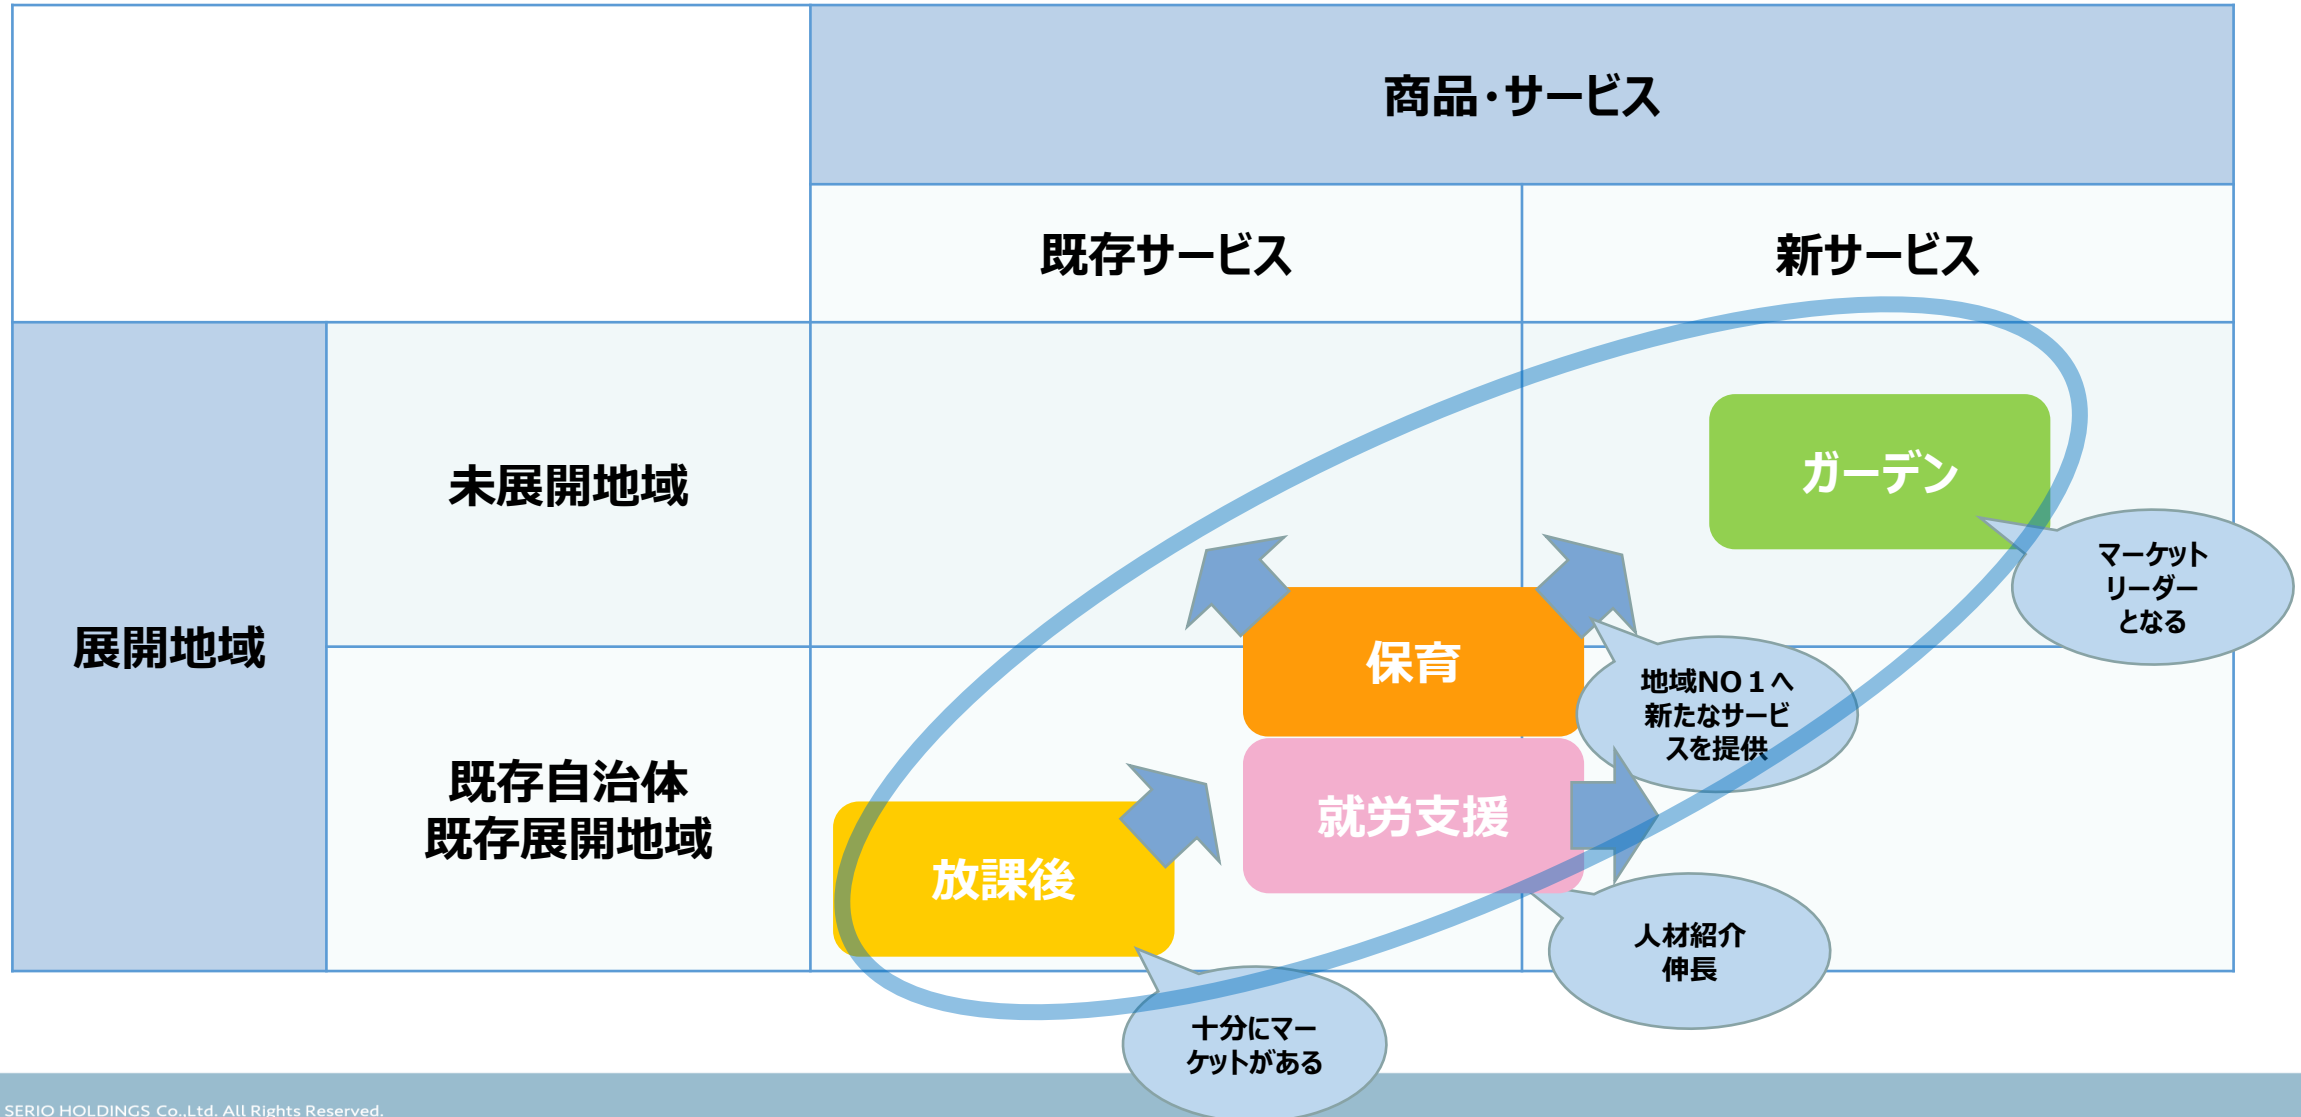 商品・サービス
既存サービス
新サービス
展開地域
未展開地域
ガーデン
マーケット
リーダー
となる
保育
地域NO１へ
新たなサービ
スを提供
既存自治体
既存展開地域
就労支援
放課後
人材紹介
伸長
十分にマー
ケットがある
SERIO HOLDINGS Co.,Ltd. All Rights Reserved.